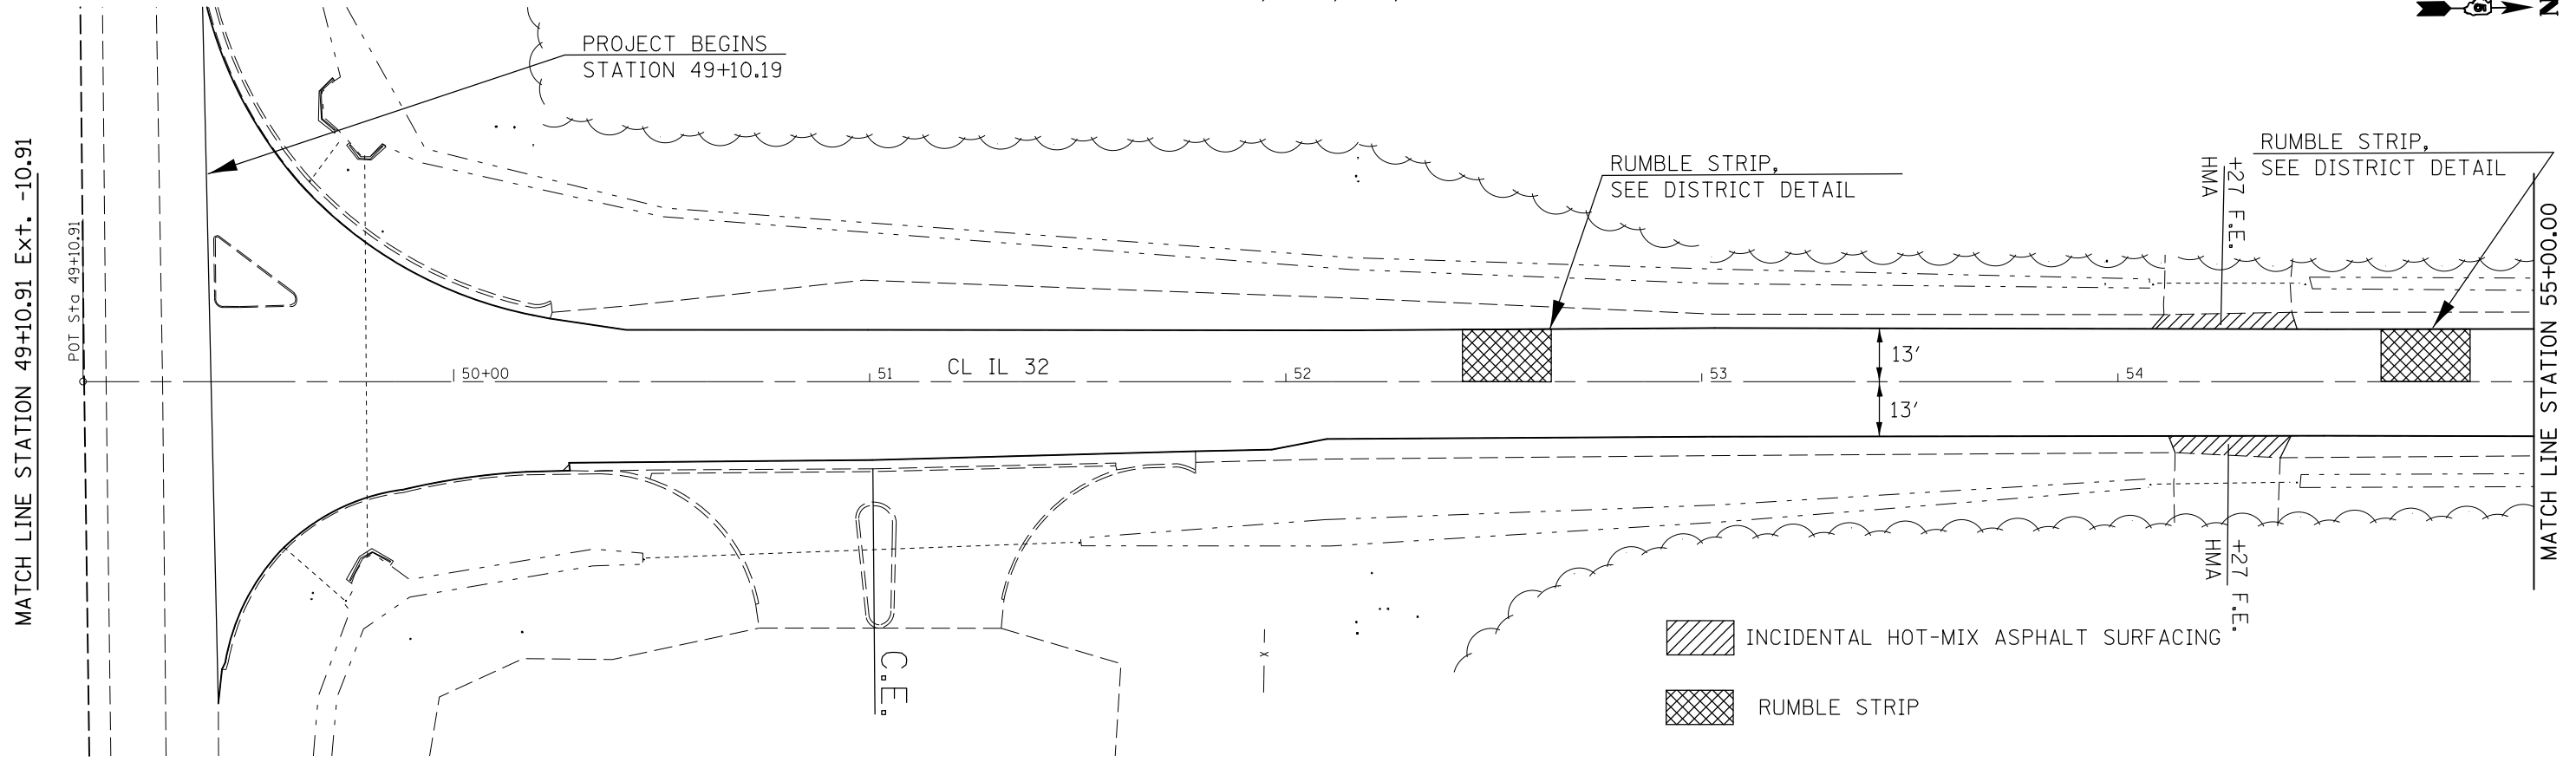 N
PROJECT BEGINS
STATION 49+10.19
MATCH LINE STATION 49+10.91 Ext. -10.91
POT Sta 49+10.91
RUMBLE STRIP,
SEE DISTRICT DETAIL
RUMBLE STRIP,
SEE DISTRICT DETAIL
+27 F.E.
HMA
MATCH LINE STATION 55+00.00
50+00
51
CL IL 32
52
53
54
13'
13'
C.E.
+27 F.E.
HMA
INCIDENTAL HOT-MIX ASPHALT SURFACING
RUMBLE STRIP
x